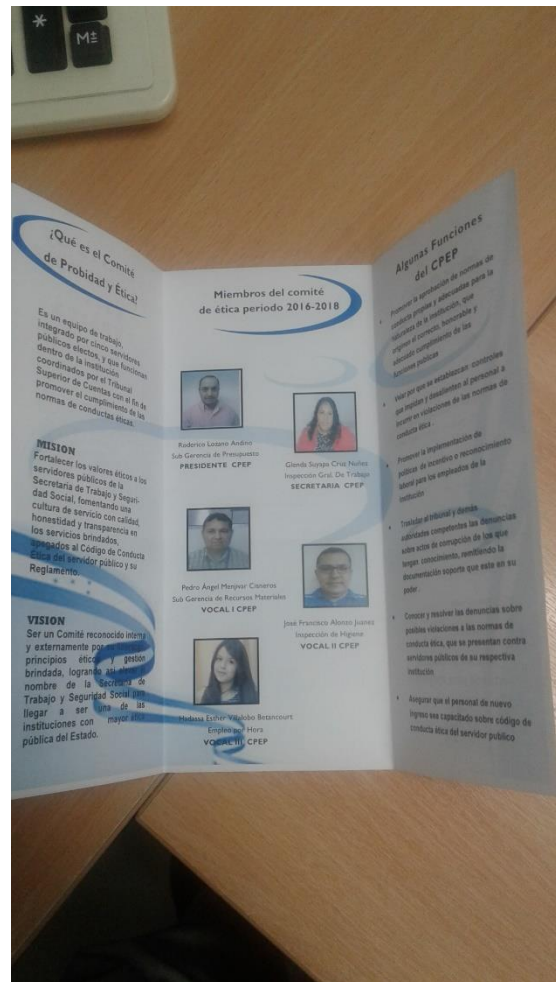 *
M±
¿Qué es el Comité
de Probidad y Ética?
Es un equipo de trabajo,
integrado por cinco servidores
públicos electos, y que funcionan
dentro de la institución
coordinados por el Tribunal
Superior de Cuentas con el fin de
promover el cumplimiento de las
normas de conductas éticas.
MISION
Fortalecer los valores éticos a los
servidores públicos de la
Secretaría de Trabajo y Seguri-
dad Social, fomentando una
cultura de servicio con calidad,
honestidad y transparencia en
los servicios brindados,
apegados al Código de Conducta
Ética del servidor público y su
Reglamento.
VISION
Ser un Comité reconocido interna
y externamente por su
principios éticos y gestión
brindada, logrando así el
nombre de la Secretaría de
Trabajo y Seguridad Social para
llegar a ser una de las
instituciones con mayor ética
pública del Estado.
Miembros del comité
de ética periodo 2016-2018
Roderico Lozano Andino
Sub Gerencia de Presupuesto
PRESIDENTE CPEP
Glenda Suyapa Cruz Nuñez
Inspección Gral. De Trabajo
SECRETARIA CPEP
Pedro Ángel Menjivar Cisneros
Sub Gerencia de Recursos Materiales
VOCAL I CPEP
José Francisco Alonzo Juanes
Inspección de Higiene
VOCAL II CPEP
Esther Villalobo Betancourt
Empleo por Hora
VOCAL III CPEP
Algunas Funciones
del CPEP
• Promover la aprobación de normas de
conducta propias y adecuadas para la
naturaleza de la institución, que
originen el correcto, honorable y
adecuado cumplimiento de las
funciones publicas
• Velar por que se establezcan controles
que impidan y desalienten al personal a
incurrir en violaciones de las normas de
conducta ética .
• Promover la implementación de
políticas de incentivo o reconocimiento
laboral para los empleados de la
institución
• Trasladar al tribunal y demás
autoridades competentes las denuncias
sobre actos de corrupción de los que
tengan conocimiento, remitiendo la
documentación soporte que este en su
poder .
• Conocer y resolver las denuncias sobre
posibles violaciones a las normas de
conducta ética, que se presentan contra
servidores públicos de su respectiva
institución
• Asegurar que el personal de nuevo
ingreso sea capacitado sobre código de
conducta ética del servidor publico